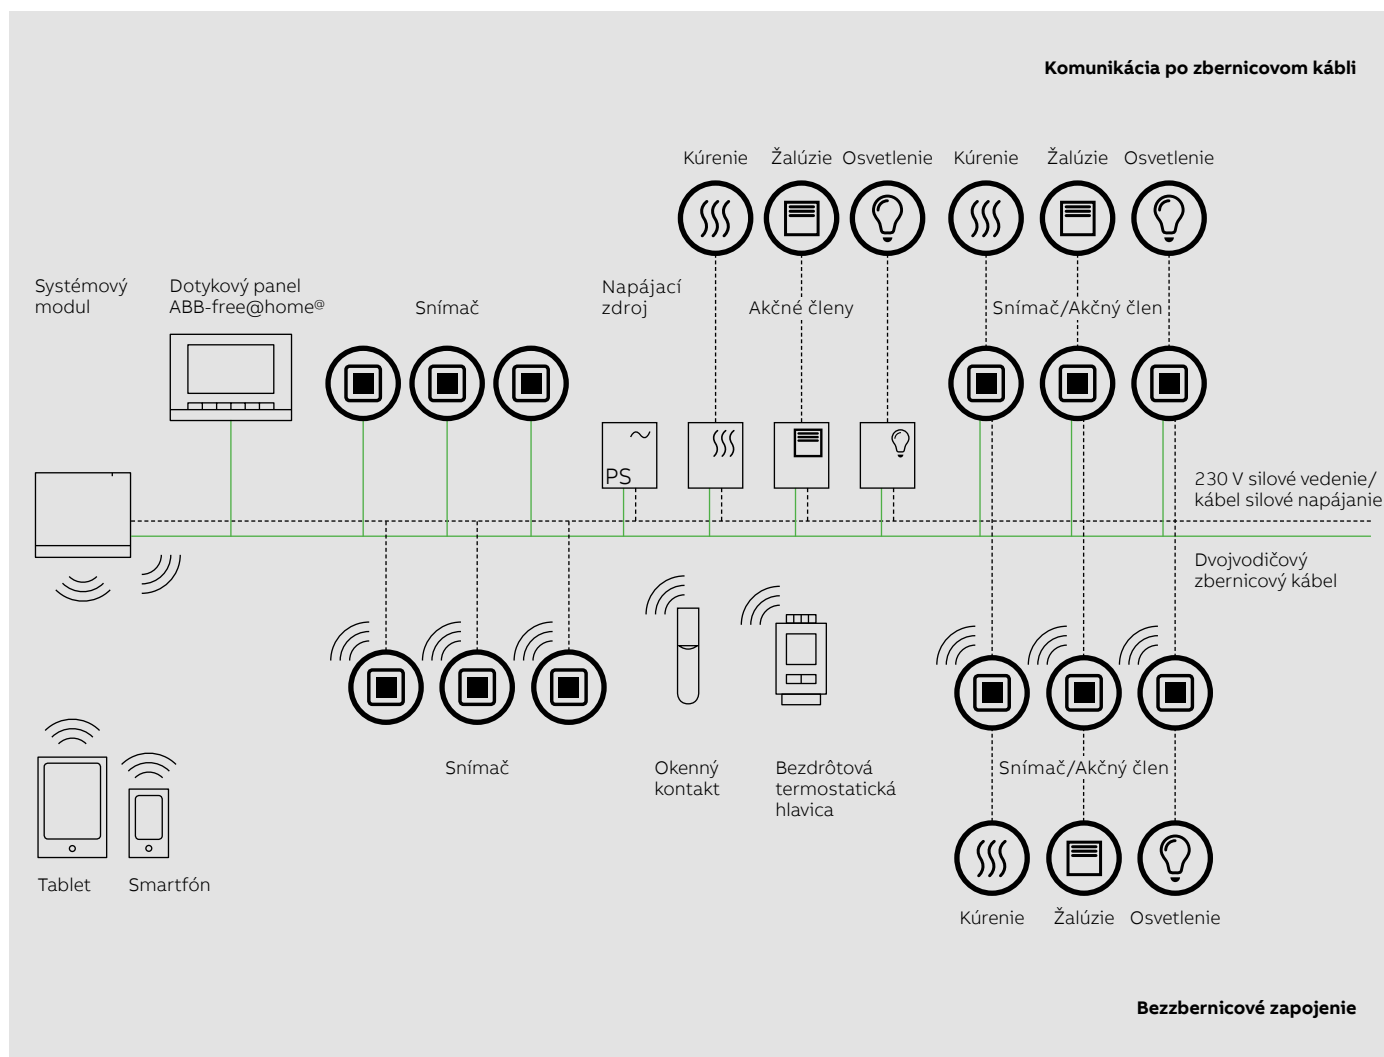 Komunikácia po zbernicovom kábli
Kúrenie
Žalúzie
Osvetlenie
Kúrenie
Žalúzie
Osvetlenie
Systémový
modul
Dotykový panel
ABB-free@home@
Snímač
Napájací
zdroj
Akčné členy
Snímač/Akčný člen
PS
230 V silové vedenie/
kábel silové napájanie
Dvojvodičový
zbernicový kábel
Snímač
Okenný
kontakt
Bezdrôtová
termostatická
hlavica
Snímač/Akčný člen
Tablet
Smartfón
Kúrenie
Žalúzie
Osvetlenie
Bezzbernicové zapojenie